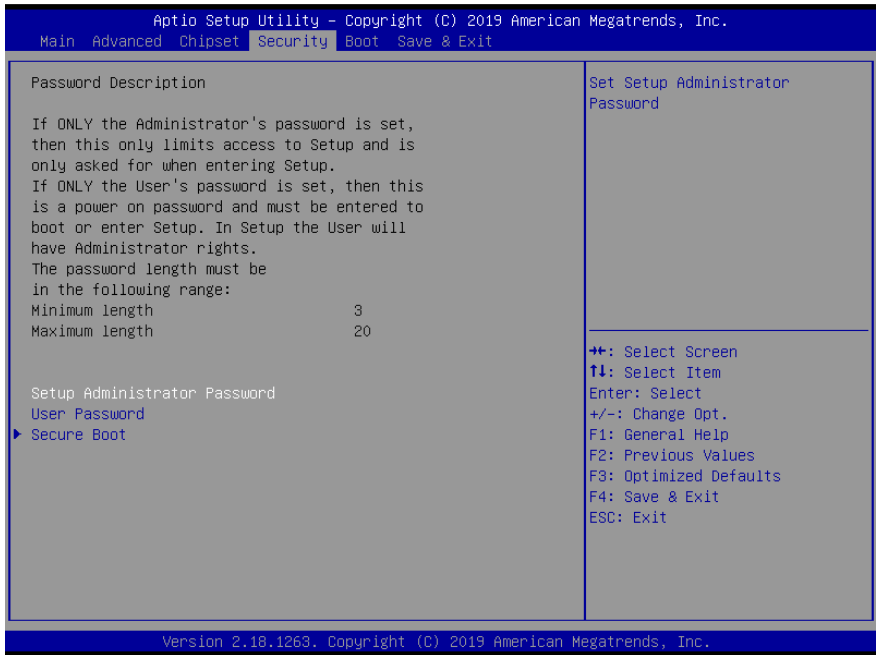 Aptio Setup Utility – Copyright (C) 2019 American Megatrends, Inc.
Main Advanced Chipset Security Boot Save & Exit
Password Description
If ONLY the Administrator's password is set,
then this only limits access to Setup and is
only asked for when entering Setup.
If ONLY the User's password is set, then this
is a power on password and must be entered to
boot or enter Setup. In Setup the User will
have Administrator rights.
The password length must be
in the following range:
Minimum length 3
Maximum length 20
Setup Administrator Password
User Password
Secure Boot
Set Setup Administrator
Password
→←: Select Screen
↑↓: Select Item
Enter: Select
+/-: Change Opt.
F1: General Help
F2: Previous Values
F3: Optimized Defaults
F4: Save & Exit
ESC: Exit
Version 2.18.1263. Copyright (C) 2019 American Megatrends, Inc.